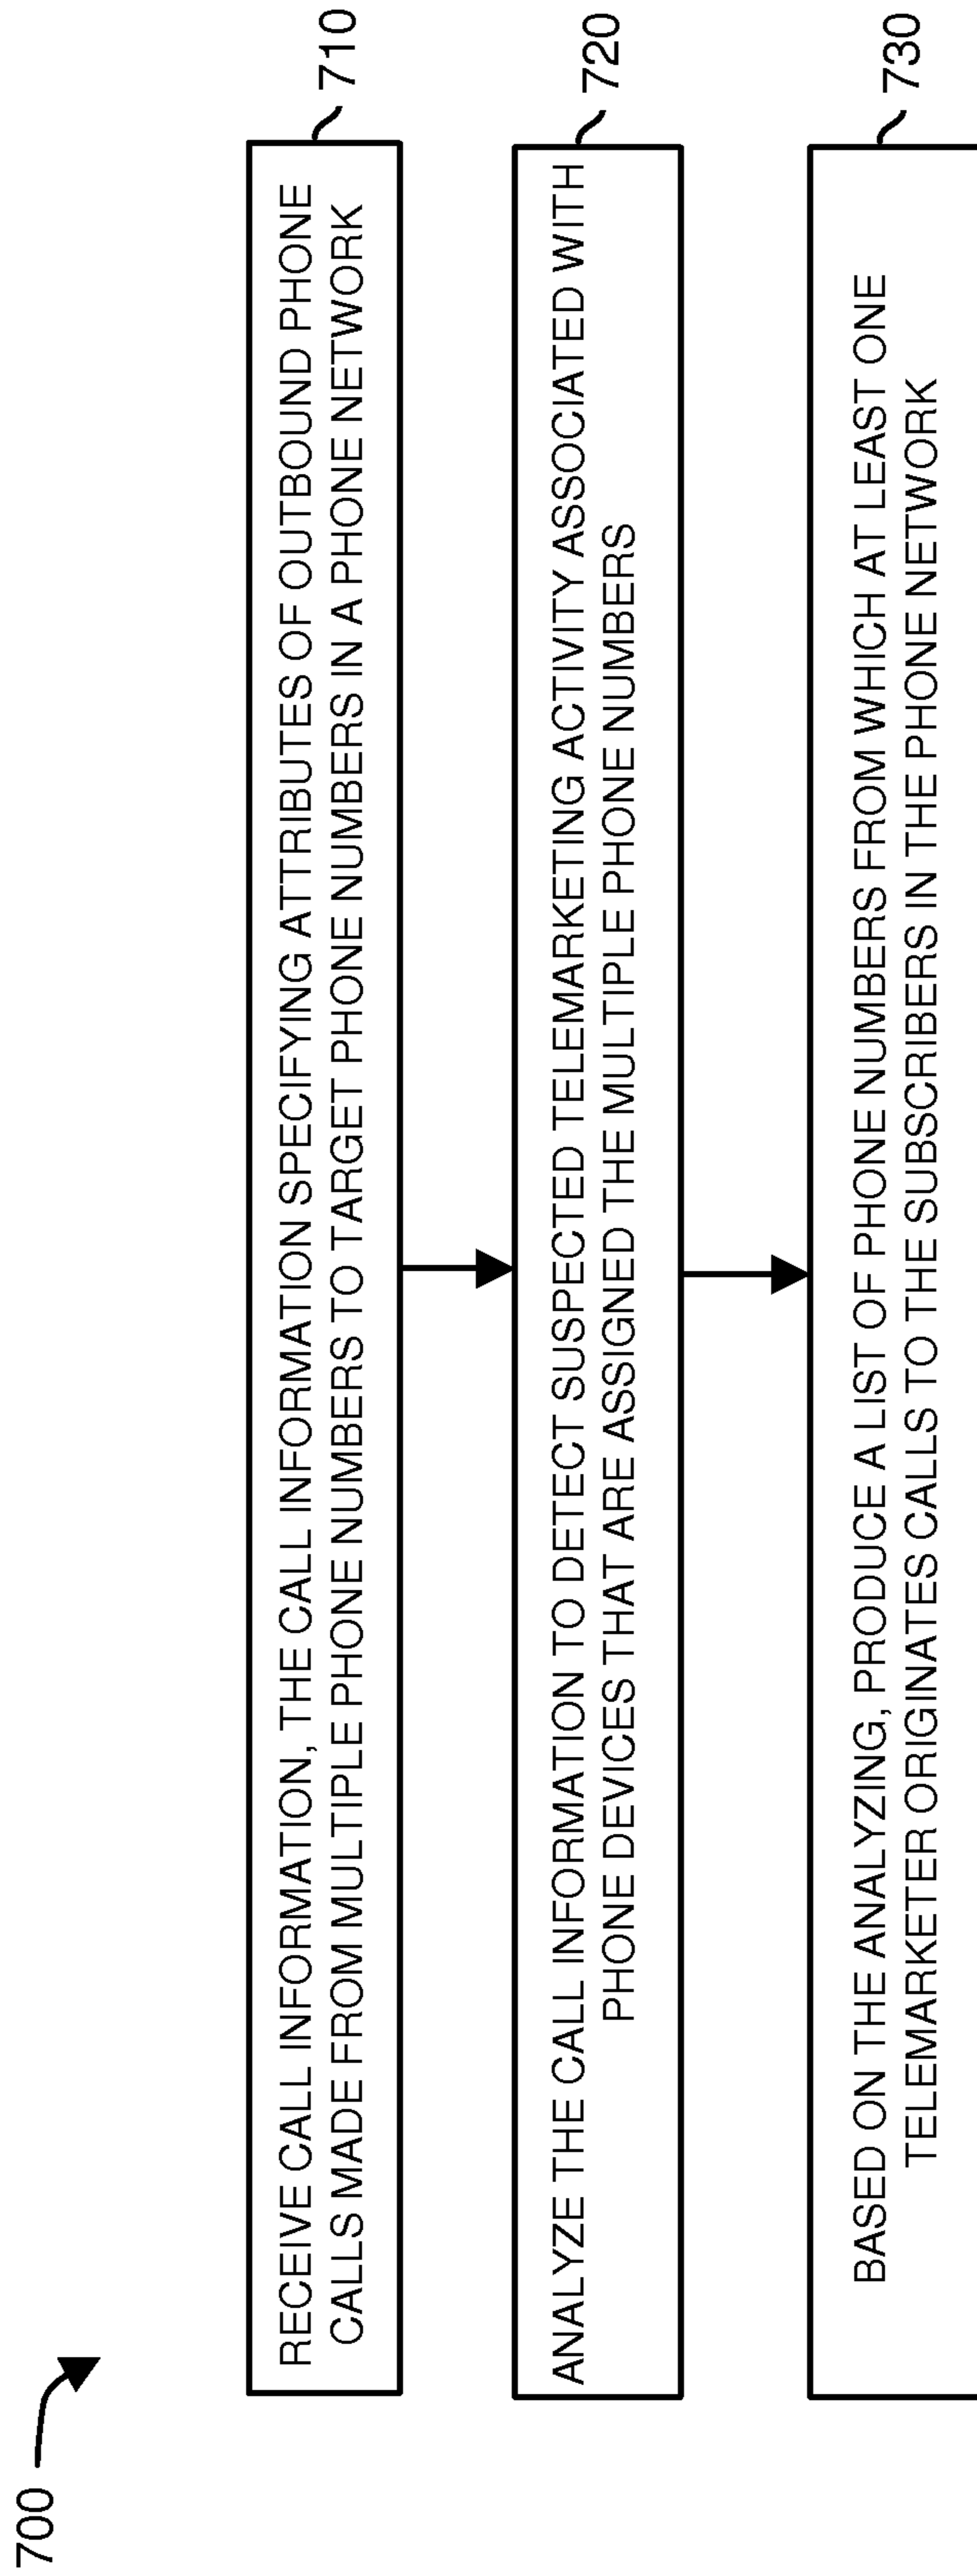 700
RECEIVE CALL INFORMATION, THE CALL INFORMATION SPECIFYING ATTRIBUTES OF OUTBOUND PHONE
CALLS MADE FROM MULTIPLE PHONE NUMBERS TO TARGET PHONE NUMBERS IN A PHONE NETWORK
710
ANALYZE THE CALL INFORMATION TO DETECT SUSPECTED TELEMARKETING ACTIVITY ASSOCIATED WITH
PHONE DEVICES THAT ARE ASSIGNED THE MULTIPLE PHONE NUMBERS
720
BASED ON THE ANALYZING, PRODUCE A LIST OF PHONE NUMBERS FROM WHICH AT LEAST ONE
TELEMARKETER ORIGINATES CALLS TO THE SUBSCRIBERS IN THE PHONE NETWORK
730